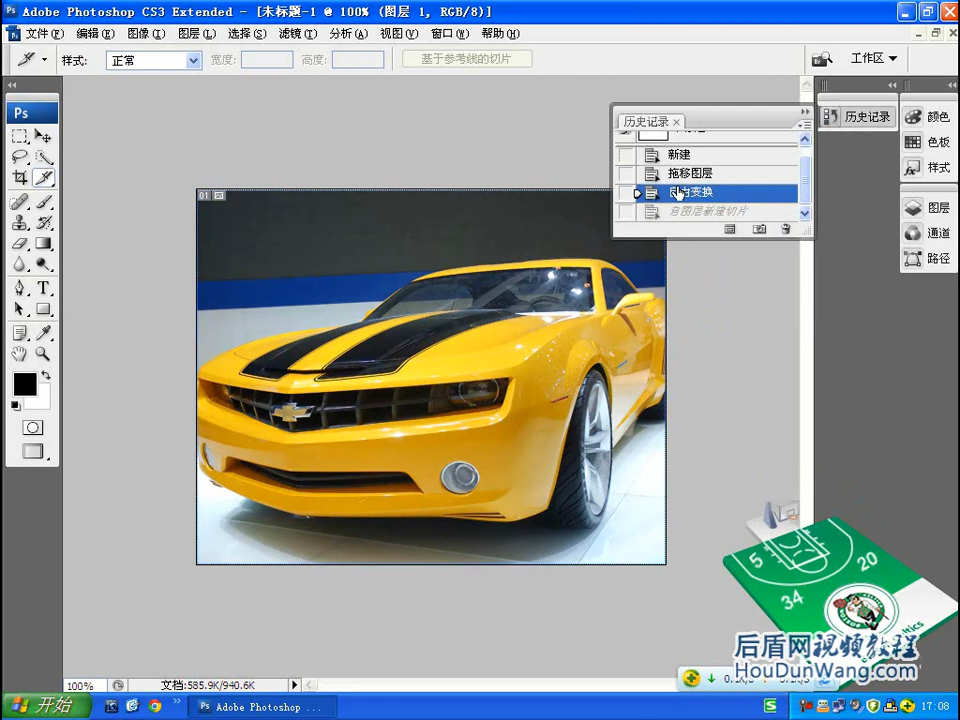 Adobe Photoshop CS3 Extended - [未标题-1 @ 100% (图层 1, RGB/8)]
文件(F) 编辑(E) 图像(I) 图层(L) 选择(S) 滤镜(T) 分析(A) 视图(V) 窗口(W) 帮助(H)
样式: 正常 宽度: 高度: 基于参考线的切片 工作区
Ps
历史记录
新建
拖移图层
自由变换
自图层新建切片
历史记录
颜色
色板
样式
图层
通道
路径
01
5
20
34
后盾网视频教程
HouDunWang.com
100% 文档:585.9K/940.6K
开始 Adobe Photoshop ... 17:08